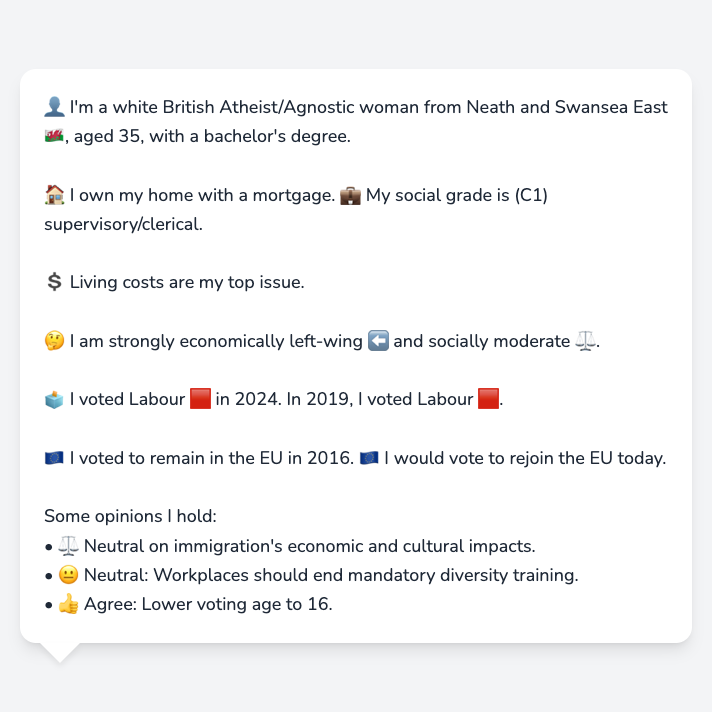 👤 I'm a white British Atheist/Agnostic woman from Neath and Swansea East
🏴󠁧󠁢󠁷󠁬󠁳󠁿, aged 35, with a bachelor's degree.
🏠 I own my home with a mortgage. 💼 My social grade is (C1)
supervisory/clerical.
💲 Living costs are my top issue.
🤔 I am strongly economically left-wing ⬅️ and socially moderate ⚖️.
🗳️ I voted Labour 🟥 in 2024. In 2019, I voted Labour 🟥.
🇪🇺 I voted to remain in the EU in 2016. 🇪🇺 I would vote to rejoin the EU today.
Some opinions I hold:
• ⚖️ Neutral on immigration's economic and cultural impacts.
• 😐 Neutral: Workplaces should end mandatory diversity training.
• 👍 Agree: Lower voting age to 16.